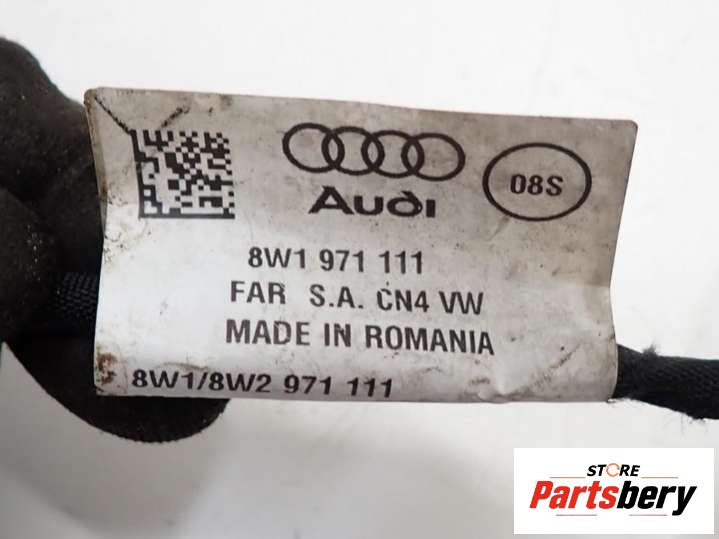 Audi
08S
8W1 971 111
FAR S.A. CN4 VW
MADE IN ROMANIA
8W1/8W2 971 111
STORE
Partsbery